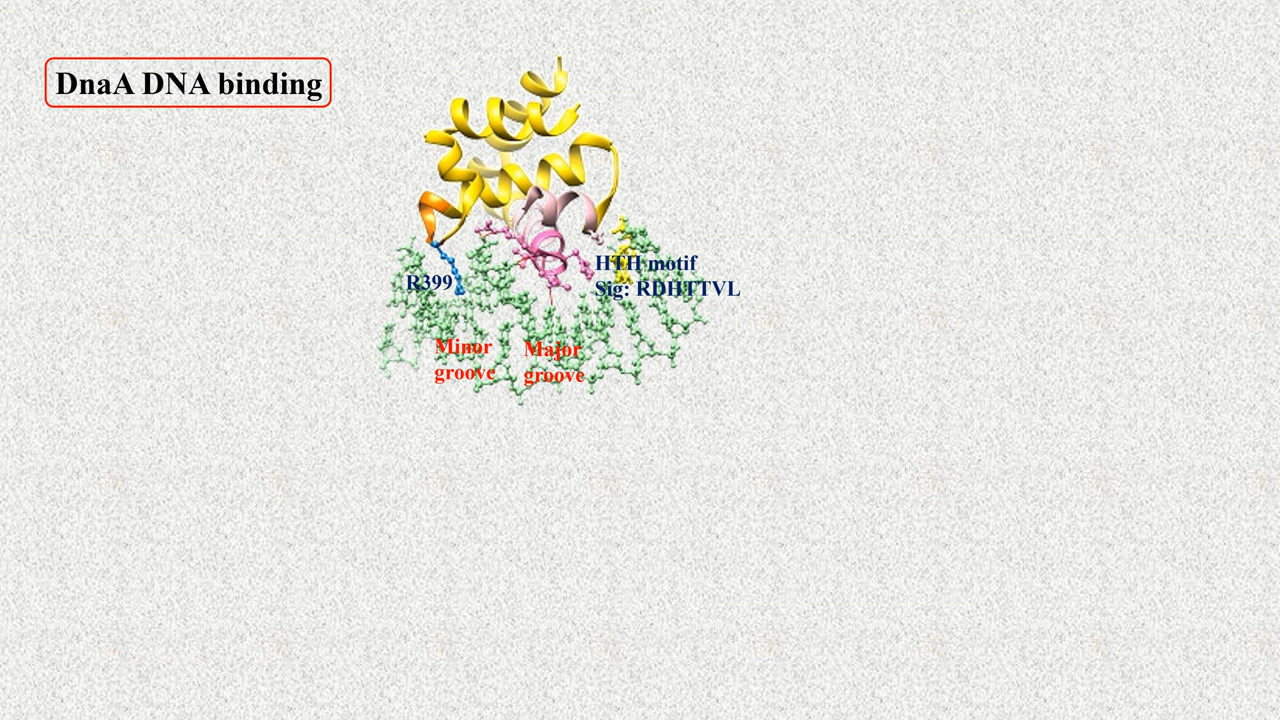 DnaA DNA binding
HTH motif
Sig: RDHTTVL
R399
Minor
groove
Major
groove